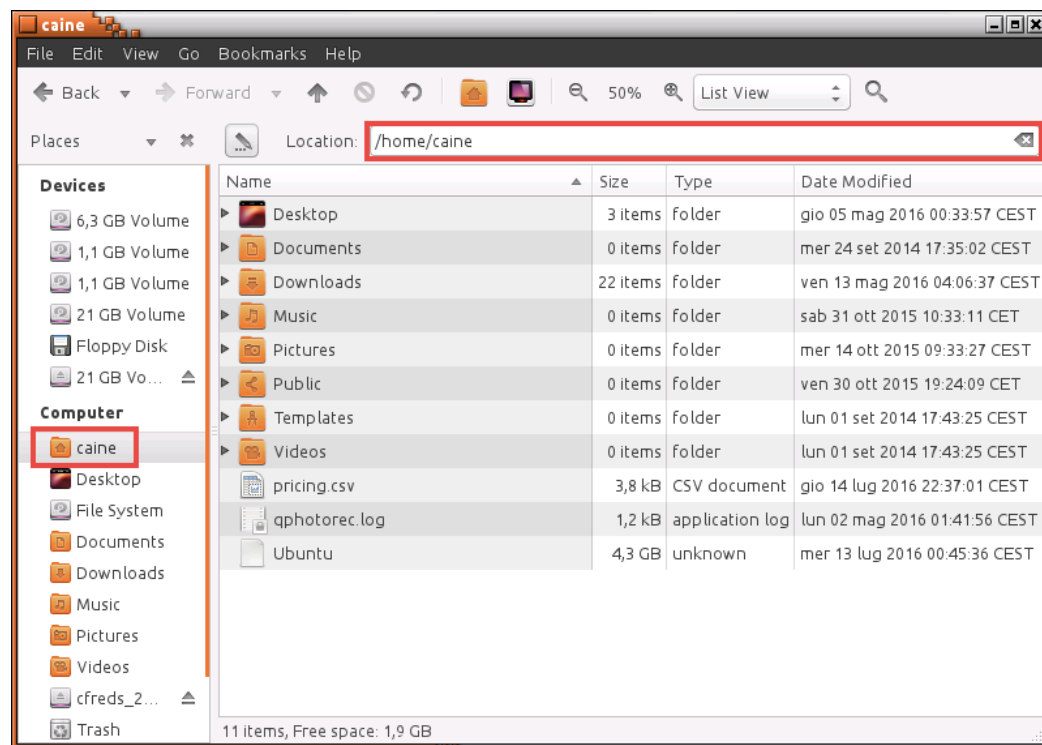 caine
File Edit View Go Bookmarks Help
Back Forward 50% List View
Places Location: /home/caine
Devices
6,3 GB Volume
1,1 GB Volume
1,1 GB Volume
21 GB Volume
Floppy Disk
21 GB Vo...
Computer
caine
Desktop
File System
Documents
Downloads
Music
Pictures
Videos
cfreds_2...
Trash
Name Size Type Date Modified
Desktop 3 items folder gio 05 mag 2016 00:33:57 CEST
Documents 0 items folder mer 24 set 2014 17:35:02 CEST
Downloads 22 items folder ven 13 mag 2016 04:06:37 CEST
Music 0 items folder sab 31 ott 2015 10:33:11 CET
Pictures 0 items folder mer 14 ott 2015 09:33:27 CEST
Public 0 items folder ven 30 ott 2015 19:24:09 CET
Templates 0 items folder lun 01 set 2014 17:43:25 CEST
Videos 0 items folder lun 01 set 2014 17:43:25 CEST
pricing.csv 3,8 kB CSV document gio 14 lug 2016 22:37:01 CEST
qphotorec.log 1,2 kB application log lun 02 mag 2016 01:41:56 CEST
Ubuntu 4,3 GB unknown mer 13 lug 2016 00:45:36 CEST
11 items, Free space: 1,9 GB